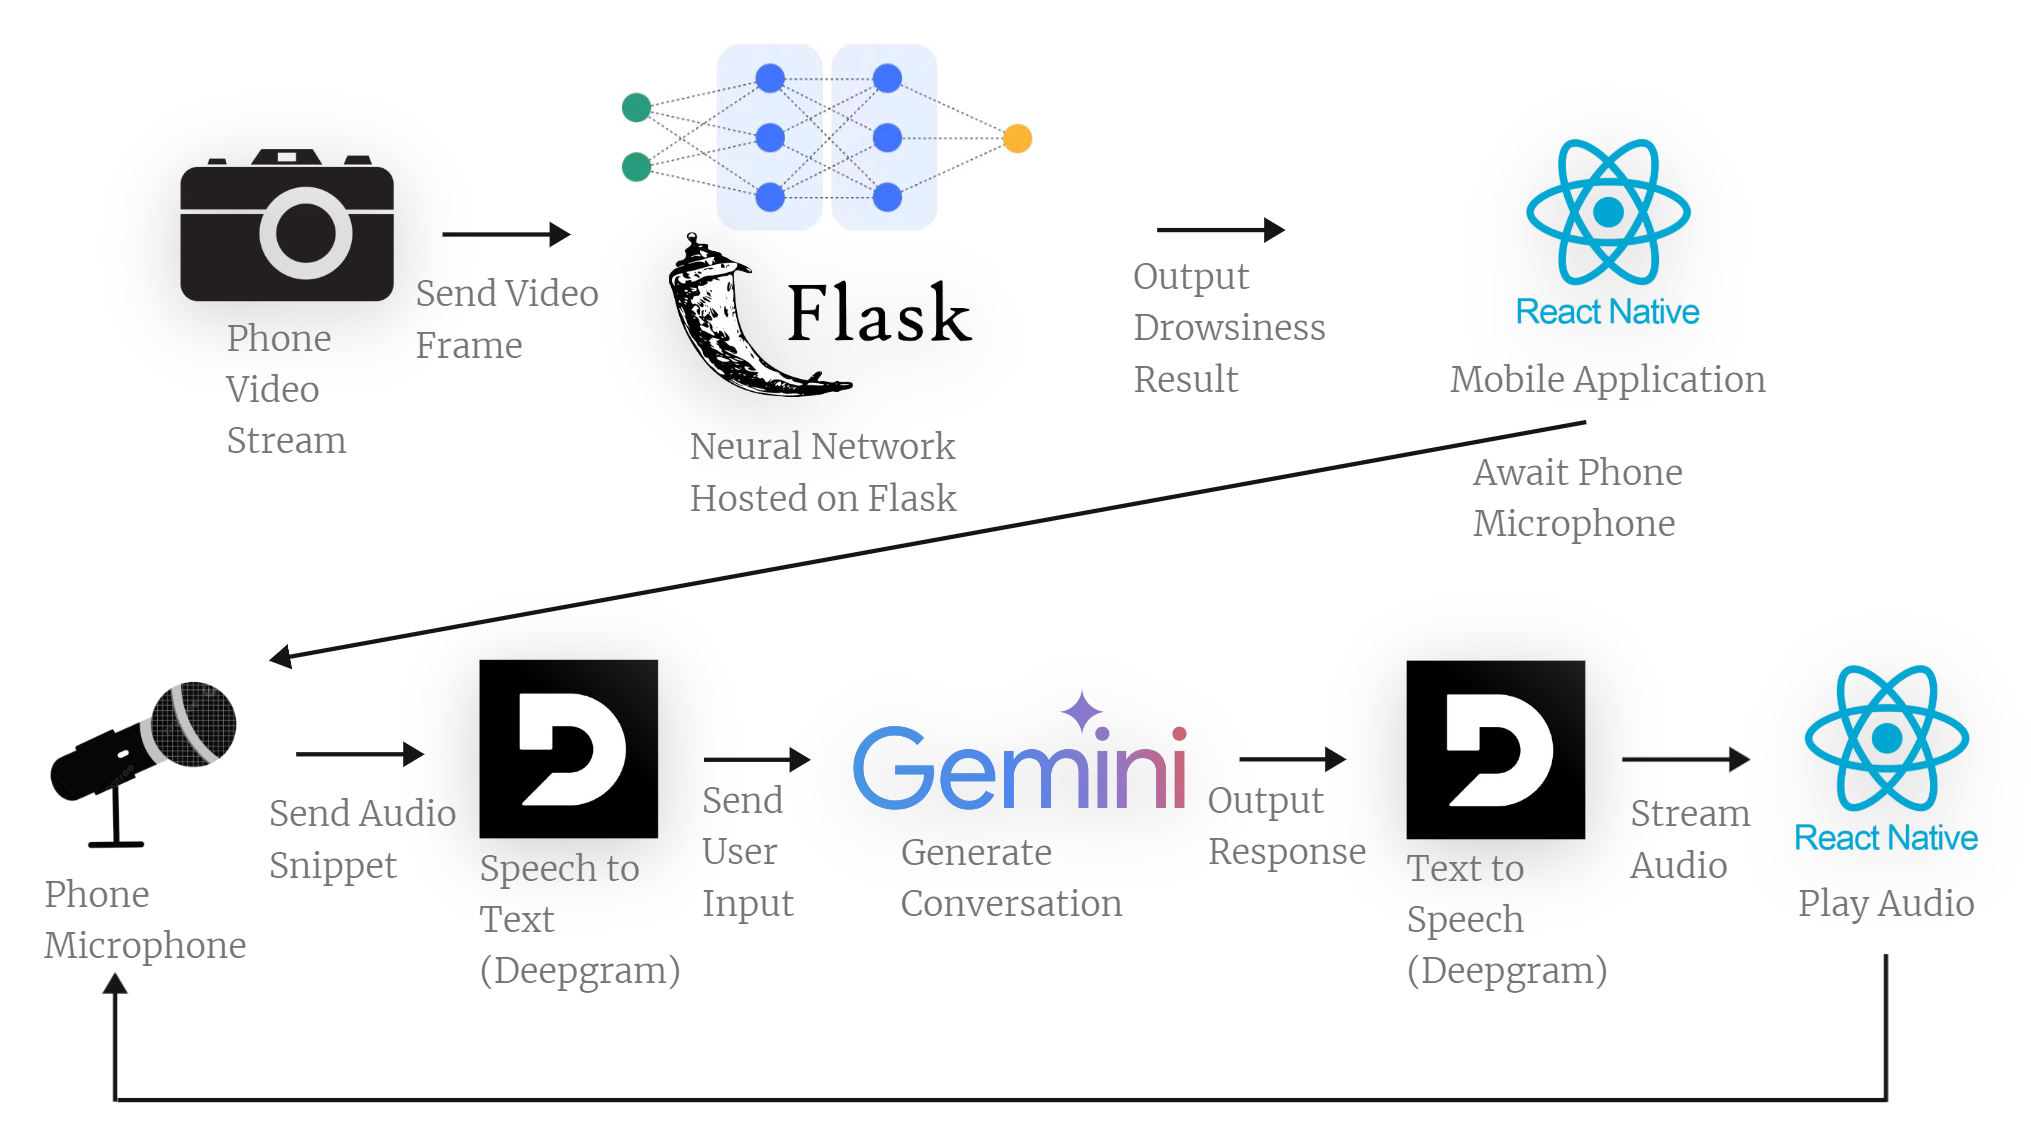 Phone
Video
Stream
Send Video
Frame
Flask
Neural Network
Hosted on Flask
Output
Drowsiness
Result
React Native
Mobile Application
Await Phone
Microphone
Phone
Microphone
Send Audio
Snippet
Speech to
Text
(Deepgram)
Send
User
Input
Gemini
Generate
Conversation
Output
Response
Text to
Speech
(Deepgram)
Stream
Audio
React Native
Play Audio